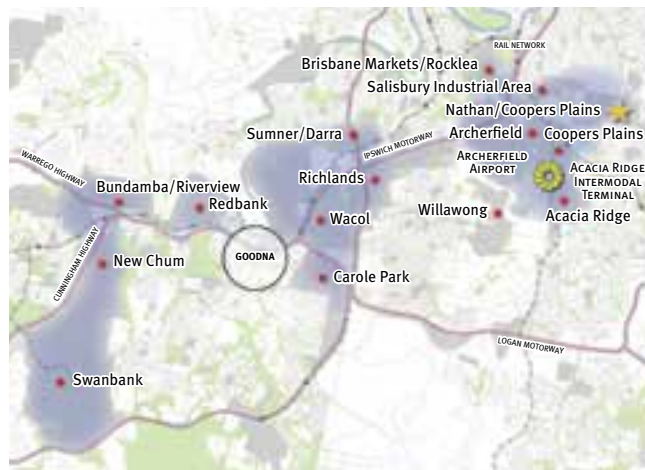 RAIL NETWORK
Brisbane Markets/Rocklea
Salisbury Industrial Area
Nathan/Coopers Plains
Sumner/Darra
IPSWICH MOTORWAY
Archerfield
Coopers Plains
ARCHERFIELD
AIRPORT
ACACIA RIDGE
INTERMODAL
TERMINAL
WARREGO HIGHWAY
Bundamba/Riverview
Redbank
Richlands
Wacol
Willawong
Acacia Ridge
CUNNINGHAM HIGHWAY
New Chum
GOODNA
Carole Park
LOGAN MOTORWAY
Swanbank